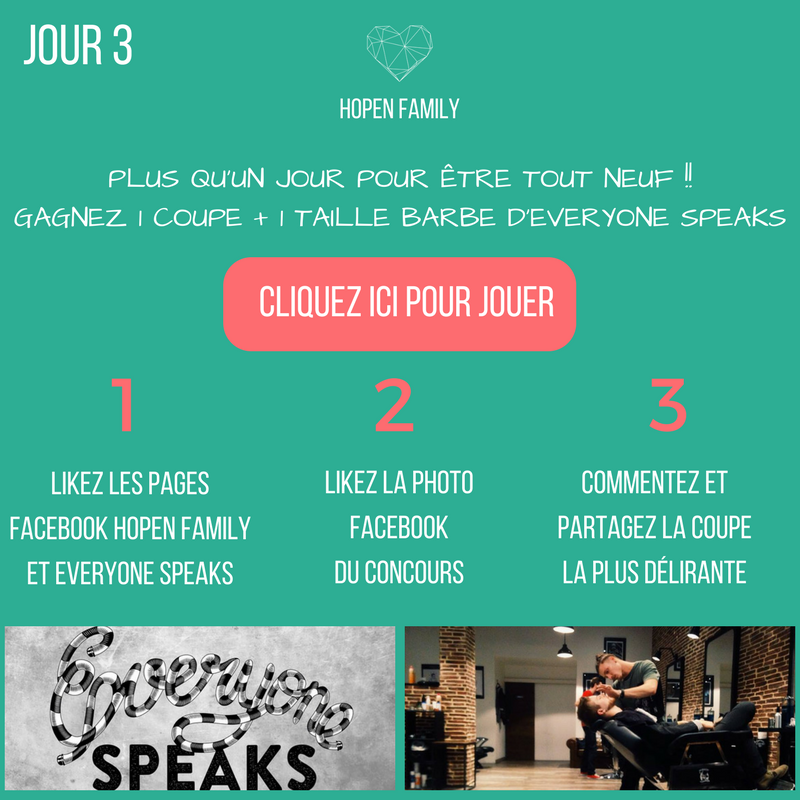 JOUR 3
HOPEN FAMILY
PLUS QU'UN JOUR POUR ÊTRE TOUT NEUF !!
GAGNEZ 1 COUPE + 1 TAILLE BARBE D'EVERYONE SPEAKS
CLIQUEZ ICI POUR JOUER
1
LIKEZ LES PAGES
FACEBOOK HOPEN FAMILY
ET EVERYONE SPEAKS
2
LIKEZ LA PHOTO
FACEBOOK
DU CONCOURS
3
COMMENTEZ ET
PARTAGEZ LA COUPE
LA PLUS DÉLIRANTE
Everyone
SPEAKS